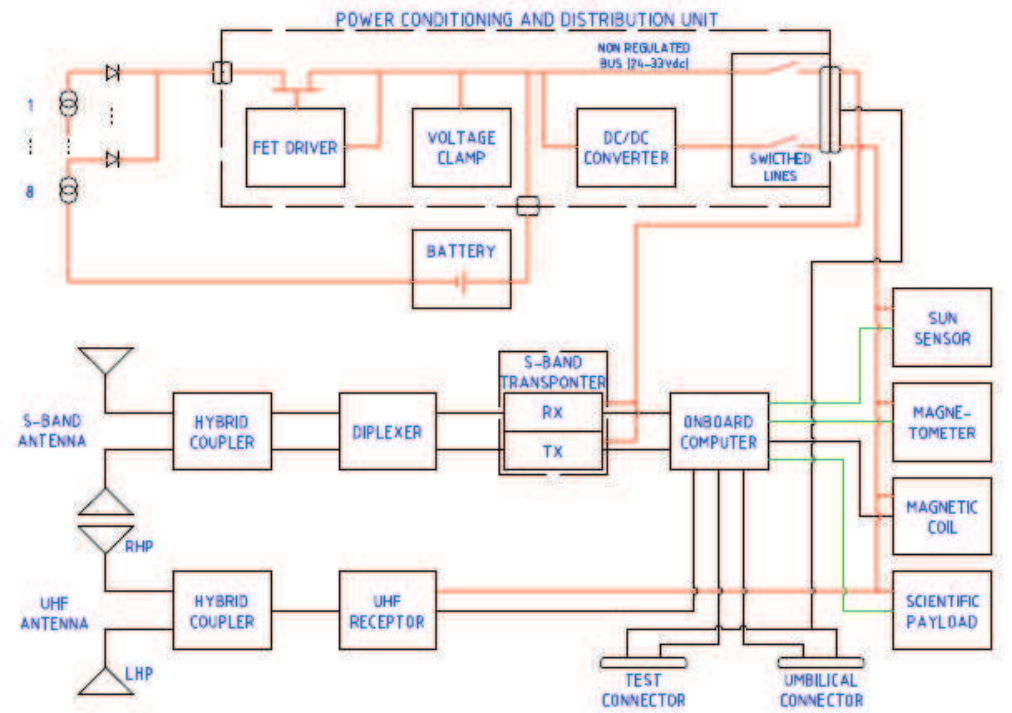 POWER CONDITIONING AND DISTRIBUTION UNIT
NON REGULATED
BUS (24-33Vdc)
1
8
FET DRIVER
VOLTAGE
CLAMP
DC/DC
CONVERTER
SWICTHED
LINES
BATTERY
SUN
SENSOR
S-BAND
TRANSPONTER
S-BAND
ANTENNA
HYBRID
COUPLER
DIPLEXER
RX
TX
ONBOARD
COMPUTER
MAGNE-
TOMETER
MAGNETIC
COIL
RHP
UHF
ANTENNA
HYBRID
COUPLER
UHF
RECEPTOR
SCIENTIFIC
PAYLOAD
LHP
TEST
CONNECTOR
UMBILICAL
CONNECTOR